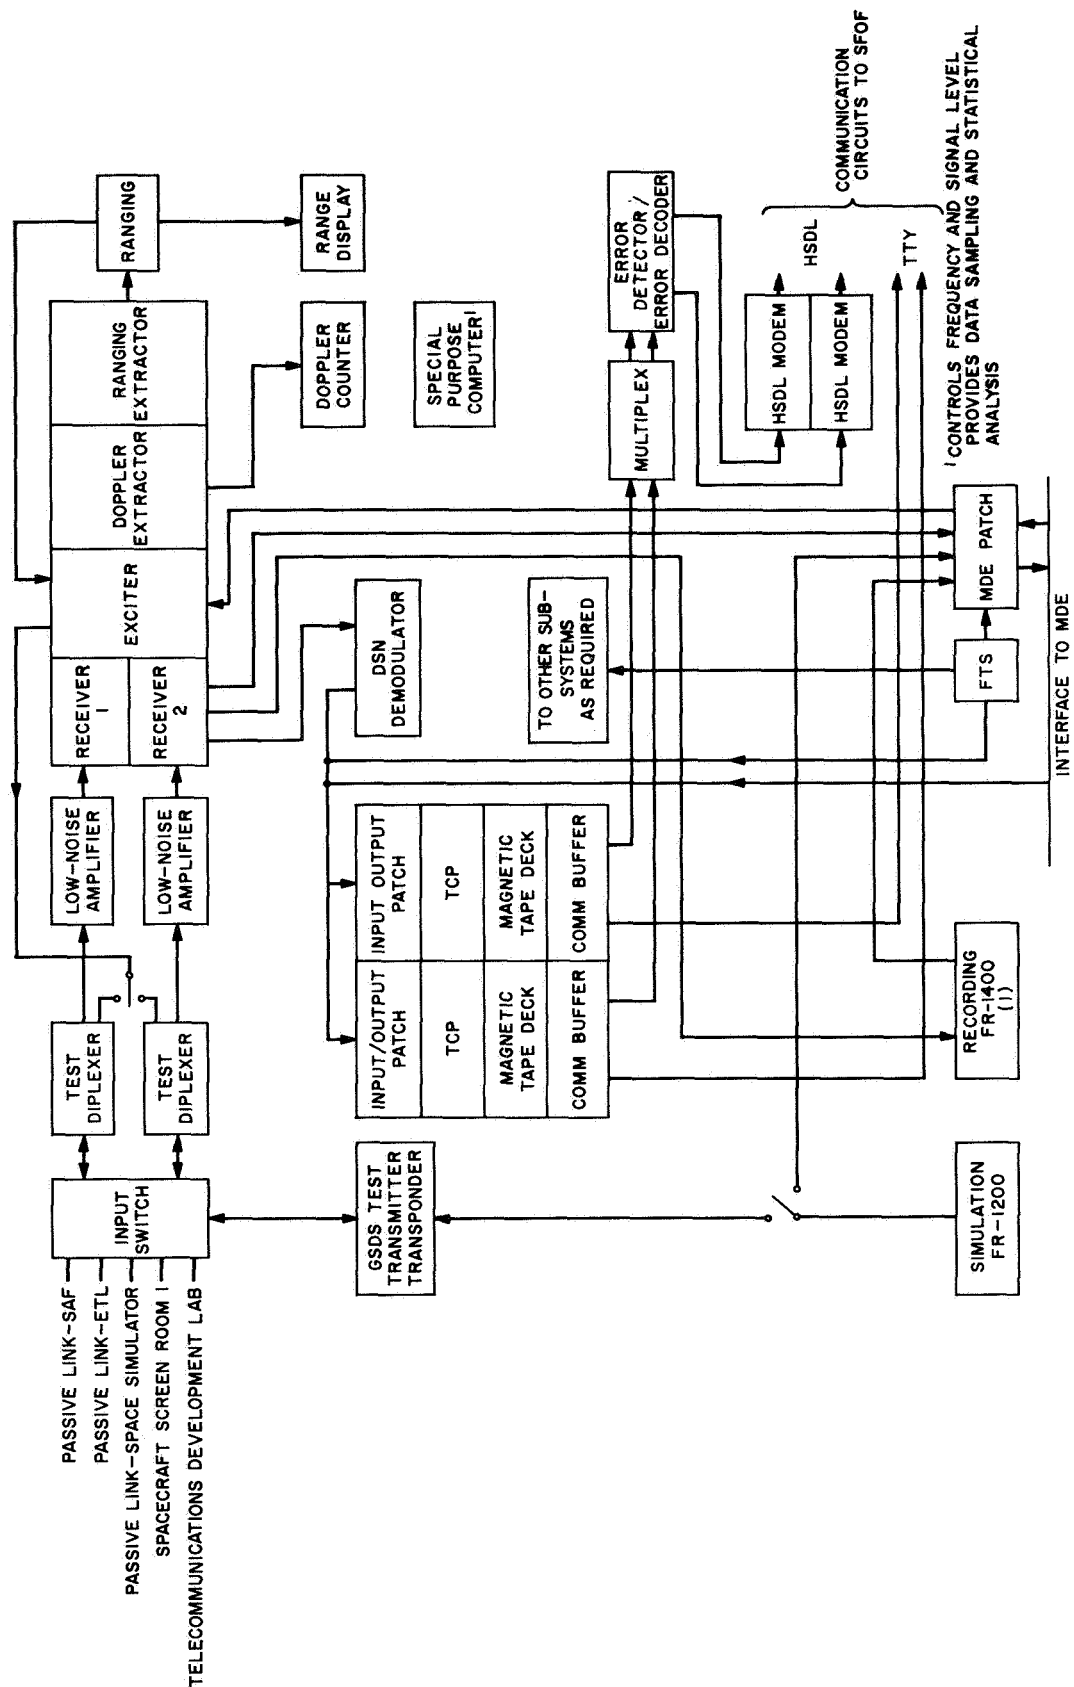 PASSIVE LINK-SAF
PASSIVE LINK-ETL
PASSIVE LINK-SPACE SIMULATOR
SPACECRAFT SCREEN ROOM 1
TELECOMMUNICATIONS DEVELOPMENT LAB
INPUT
SWITCH
TEST
DIPLEXER
TEST
DIPLEXER
LOW-NOISE
AMPLIFIER
LOW-NOISE
AMPLIFIER
RECEIVER
1
RECEIVER
2
EXCITER
DOPPLER
EXTRACTOR
RANGING
EXTRACTOR
RANGING
GSDS TEST
TRANSMITTER
TRANSPONDER
INPUT/OUTPUT
PATCH
TCP
MAGNETIC
TAPE DECK
COMM BUFFER
INPUT OUTPUT
PATCH
TCP
MAGNETIC
TAPE DECK
COMM BUFFER
DSN
DEMODULATOR
DOPPLER
COUNTER
RANGE
DISPLAY
SPECIAL
PURPOSE
COMPUTER¹
TO OTHER SUB-
SYSTEMS
AS REQUIRED
MULTIPLEX
ERROR
DETECTOR/
ERROR DECODER
HSDL MODEM
HSDL MODEM
HSDL
TTY
COMMUNICATION
CIRCUITS TO SFOF
SIMULATION
FR-1200
RECORDING
FR-1400
(1)
FTS
MDE PATCH
INTERFACE TO MDE
¹CONTROLS FREQUENCY AND SIGNAL LEVEL
PROVIDES DATA SAMPLING AND STATISTICAL
ANALYSIS